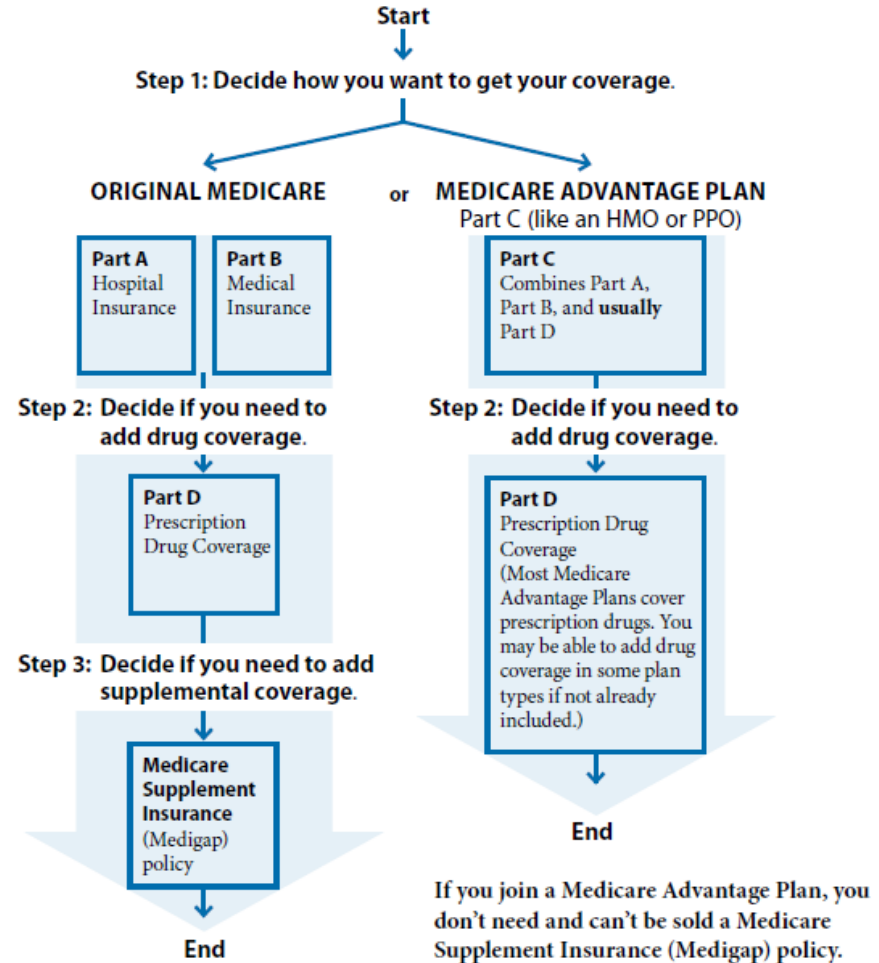 Start
Step 1: Decide how you want to get your coverage.
ORIGINAL MEDICARE
or
MEDICARE ADVANTAGE PLAN
Part C (like an HMO or PPO)
Part A
Hospital
Insurance
Part B
Medical
Insurance
Step 2: Decide if you need to
add drug coverage.
Part D
Prescription
Drug Coverage
Step 3: Decide if you need to add
supplemental coverage.
Medicare
Supplement
Insurance
(Medigap)
policy
End
Part C
Combines Part A,
Part B, and usually
Part D
Step 2: Decide if you need to
add drug coverage.
Part D
Prescription Drug
Coverage
(Most Medicare
Advantage Plans cover
prescription drugs. You
may be able to add drug
coverage in some plan
types if not already
included.)
End
If you join a Medicare Advantage Plan, you
don't need and can't be sold a Medicare
Supplement Insurance (Medigap) policy.